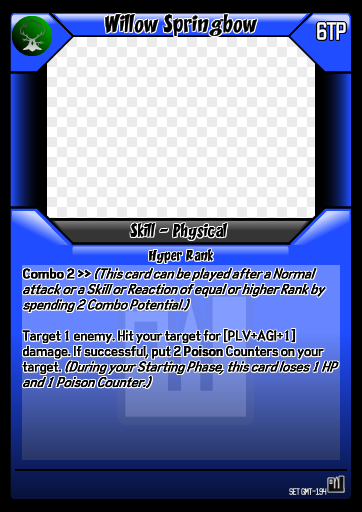 Willow Springbow
6TP
Skill - Physical
Hyper Rank
Combo 2 >> (This card can be played after a Normal
attack or a Skill or Reaction of equal or higher Rank by
spending 2 Combo Potential.)
Target 1 enemy. Hit your target for [PLV+AGI+1]
damage. If successful, put 2 Poison Counters on your
target. (During your Starting Phase, this card loses 1 HP
and 1 Poison Counter.)
SET GMT-194